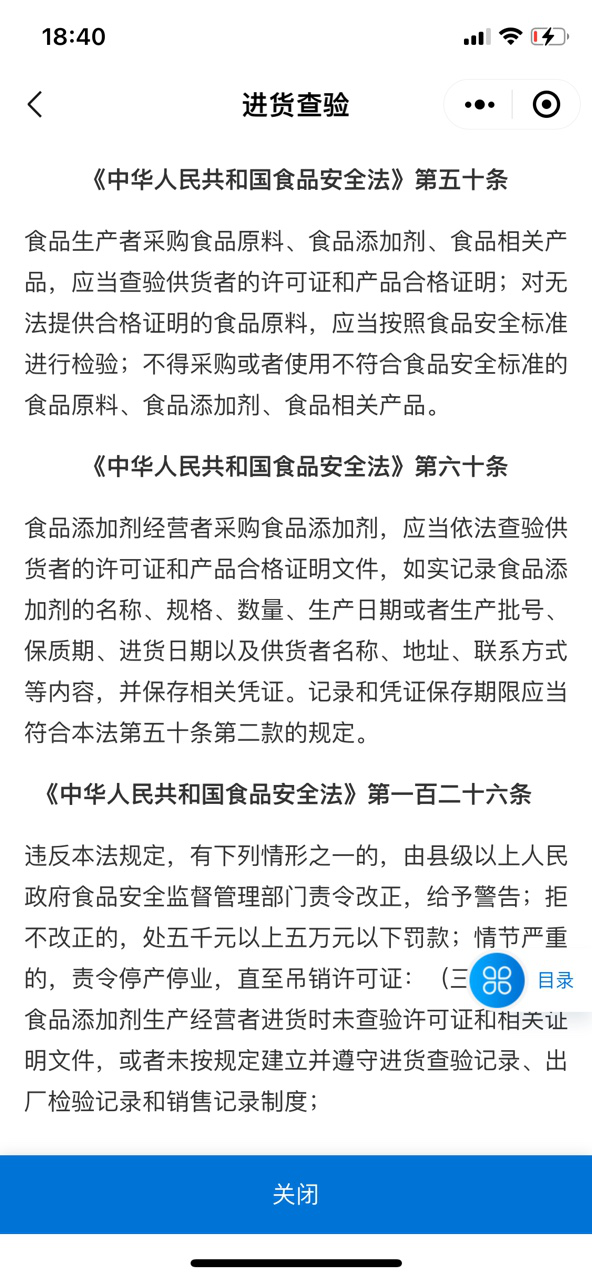 18:40
进货查验
《中华人民共和国食品安全法》第五十条
食品生产者采购食品原料、食品添加剂、食品相关产
品，应当查验供货者的许可证和产品合格证明；对无
法提供合格证明的食品原料，应当按照食品安全标准
进行检验；不得采购或者使用不符合食品安全标准的
食品原料、食品添加剂、食品相关产品。
《中华人民共和国食品安全法》第六十条
食品添加剂经营者采购食品添加剂，应当依法查验供
货者的许可证和产品合格证明文件，如实记录食品添
加剂的名称、规格、数量、生产日期或者生产批号、
保质期、进货日期以及供货者名称、地址、联系方式
等内容，并保存相关凭证。记录和凭证保存期限应当
符合本法第五十条第二款的规定。
《中华人民共和国食品安全法》第一百二十六条
违反本法规定，有下列情形之一的，由县级以上人民
政府食品安全监督管理部门责令改正，给予警告；拒
不改正的，处五千元以上五万元以下罚款；情节严重
的，责令停产停业，直至吊销许可证：（三
目录
食品添加剂生产经营者进货时未查验许可证和相关证
明文件，或者未按规定建立并遵守进货查验记录、出
厂检验记录和销售记录制度；
关闭